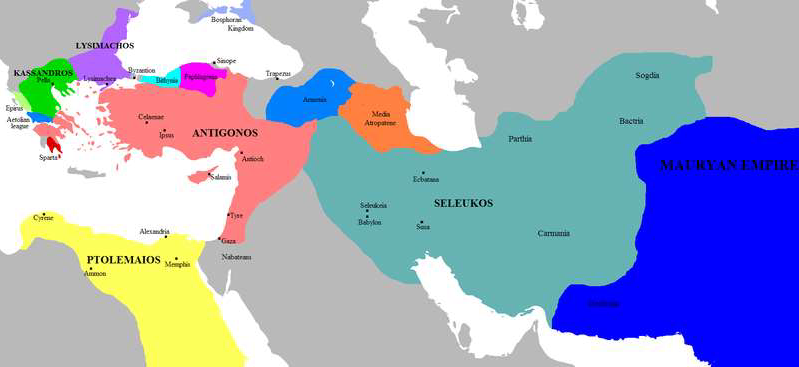 Bosphoran
Kingdom
LYSIMACHOS
Sinope
KASSANDROS
Byzantion
Trapezus
Pella
Lysimachea
Bithynia
Paphlagonia
Sogdia
Epirus
Armenia
Aetolian
league
Celaenae
Media
Atropatene
Bactria
Ipsus
ANTIGONOS
Parthia
Sparta
Antioch
MAURYAN EMPIRE
Salamis
Ecbatana
Seleukeia
SELEUKOS
Cyrene
Tyre
Babylon
Susa
Alexandria
Gaza
Carmania
PTOLEMAIOS
Memphis
Nabateans
Ammon